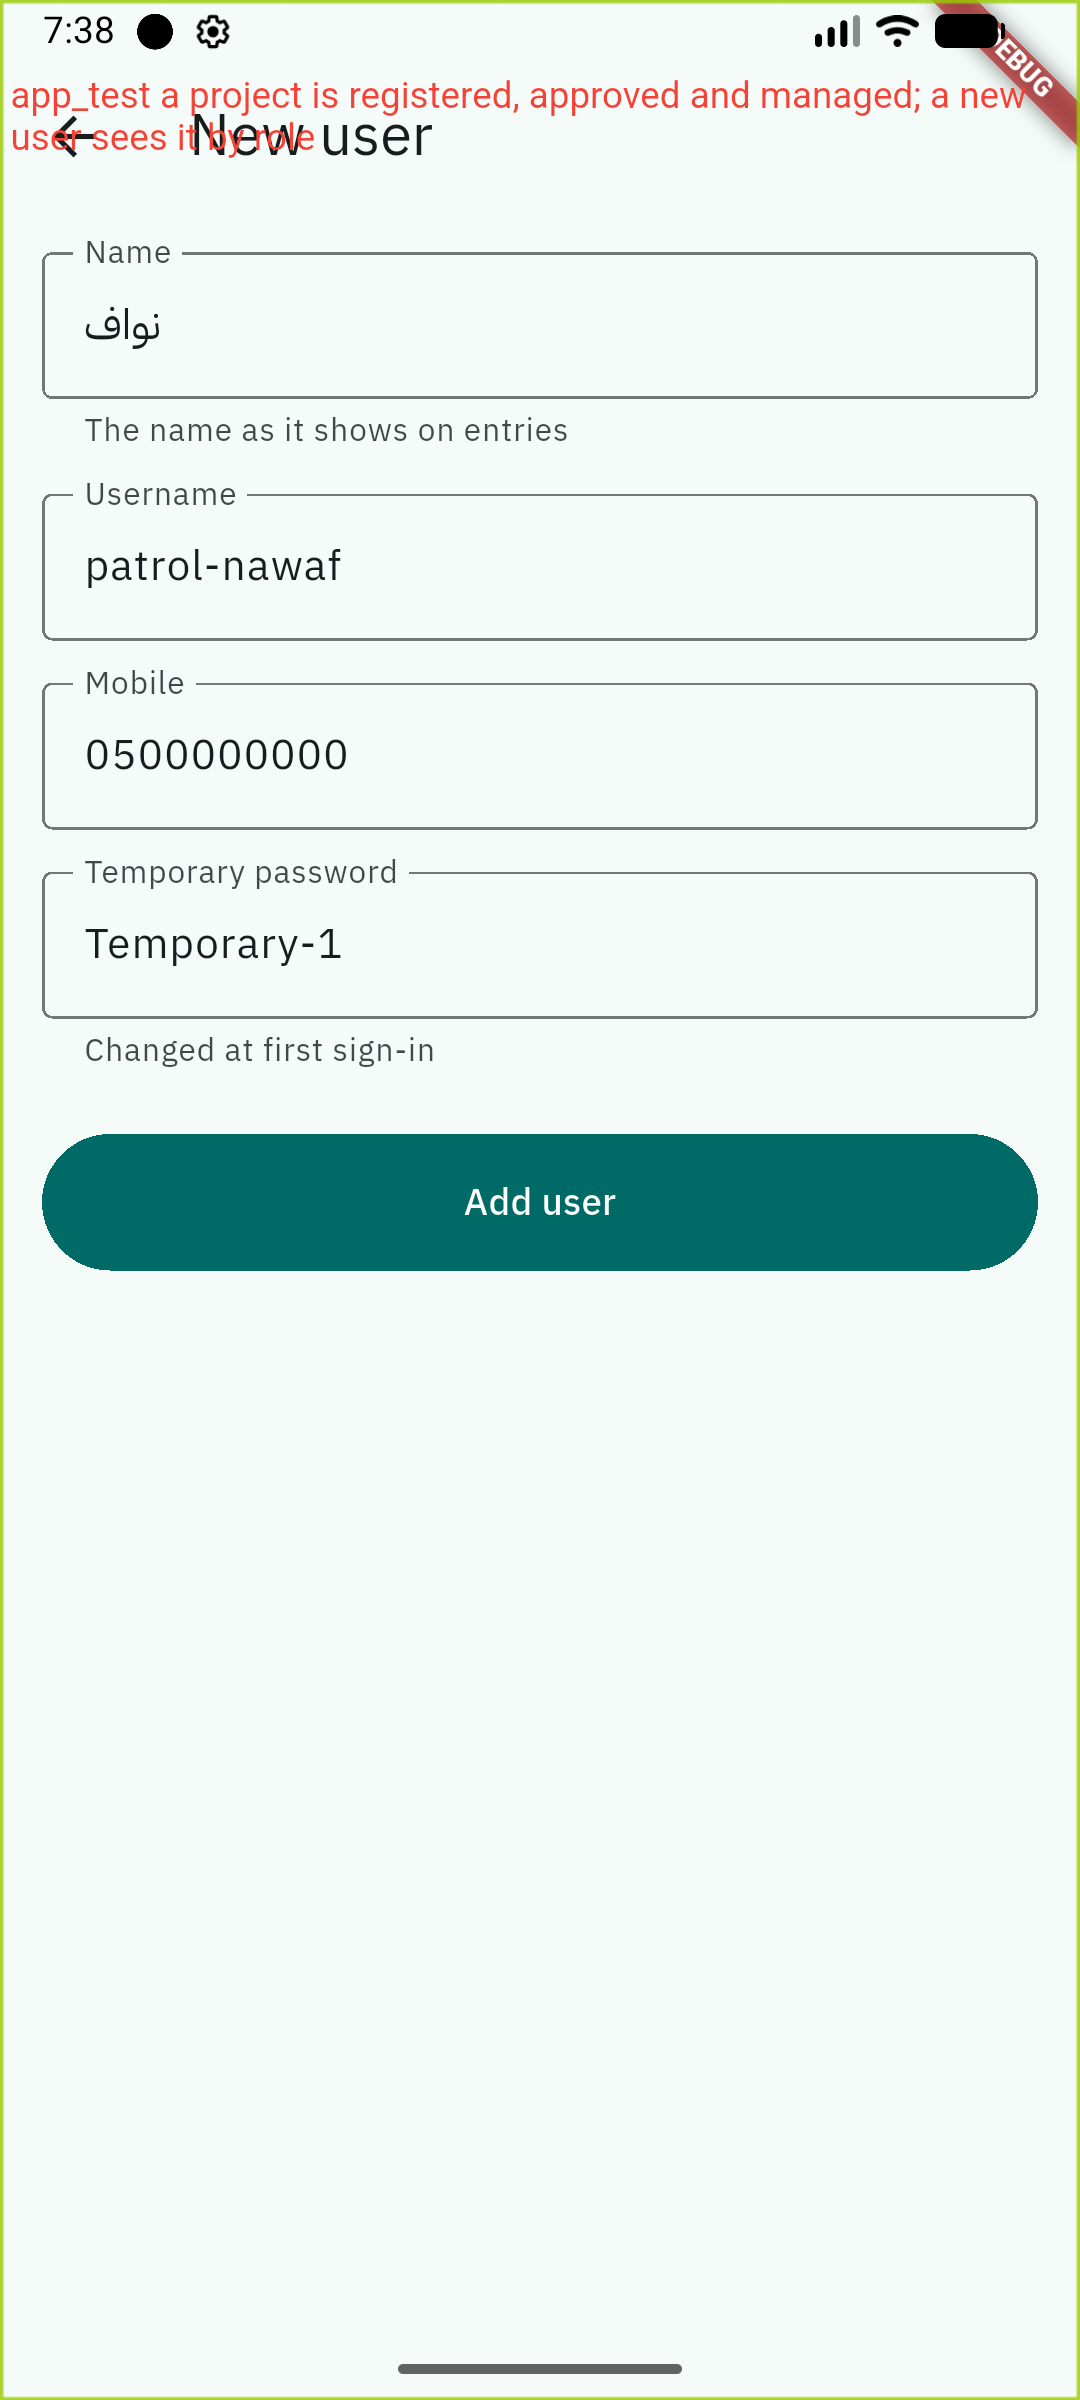 7:38
EBUG
app_test a project is registered, approved and managed; a new
user sees it by role
New user
Name
نواف
The name as it shows on entries
Username
patrol-nawaf
Mobile
0500000000
Temporary password
Temporary-1
Changed at first sign-in
Add user